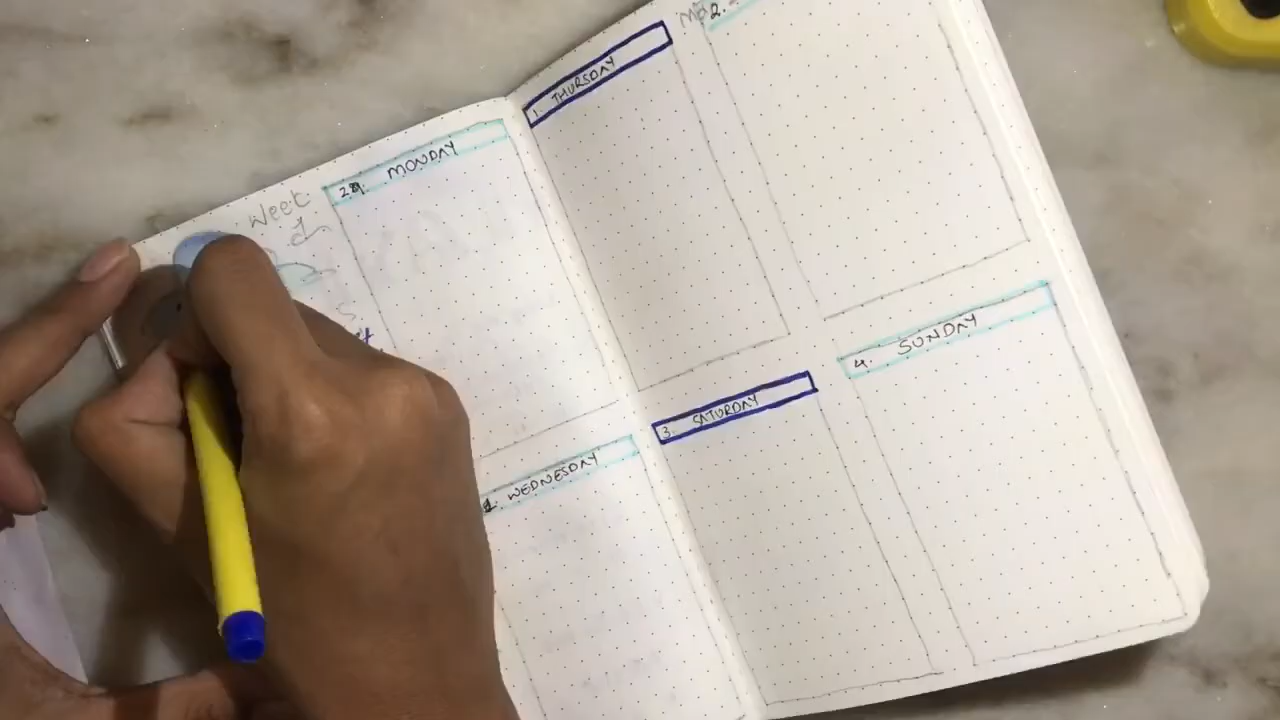 Week
1
29. MONDAY
WEDNESDAY
1. THURSDAY
2.
3. SATURDAY
4. SUNDAY